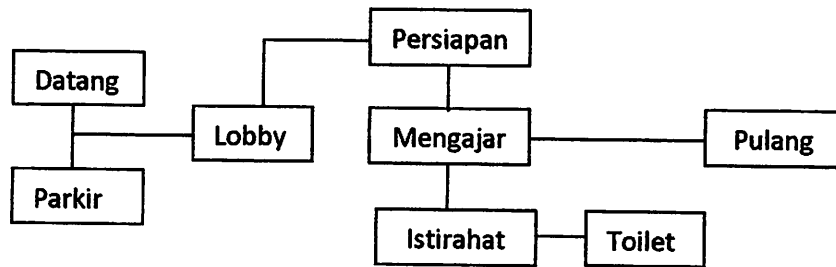 Persiapan
Datang
Lobby
Mengajar
Pulang
Parkir
Istirahat
Toilet